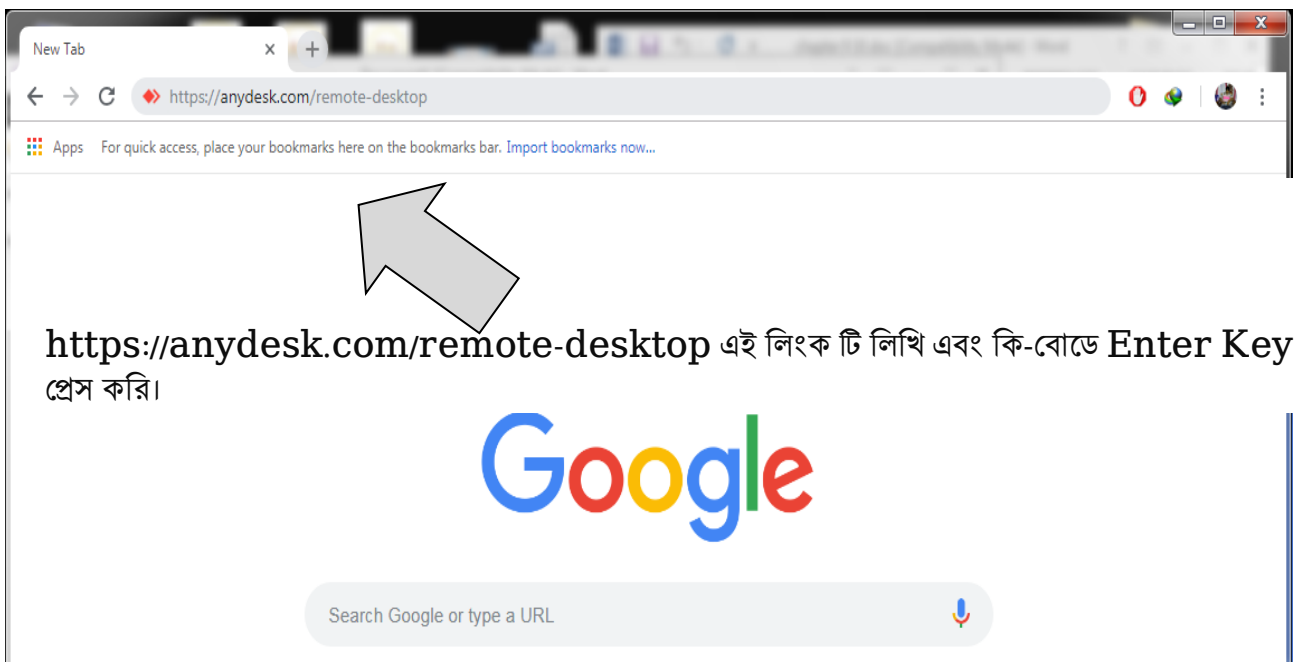 New Tab
https://anydesk.com/remote-desktop
Apps For quick access, place your bookmarks here on the bookmarks bar. Import bookmarks now...
https://anydesk.com/remote-desktop এই লিংক টি লিখি এবং কি-বোডে Enter Key
প্রেস করি।
Google
Search Google or type a URL